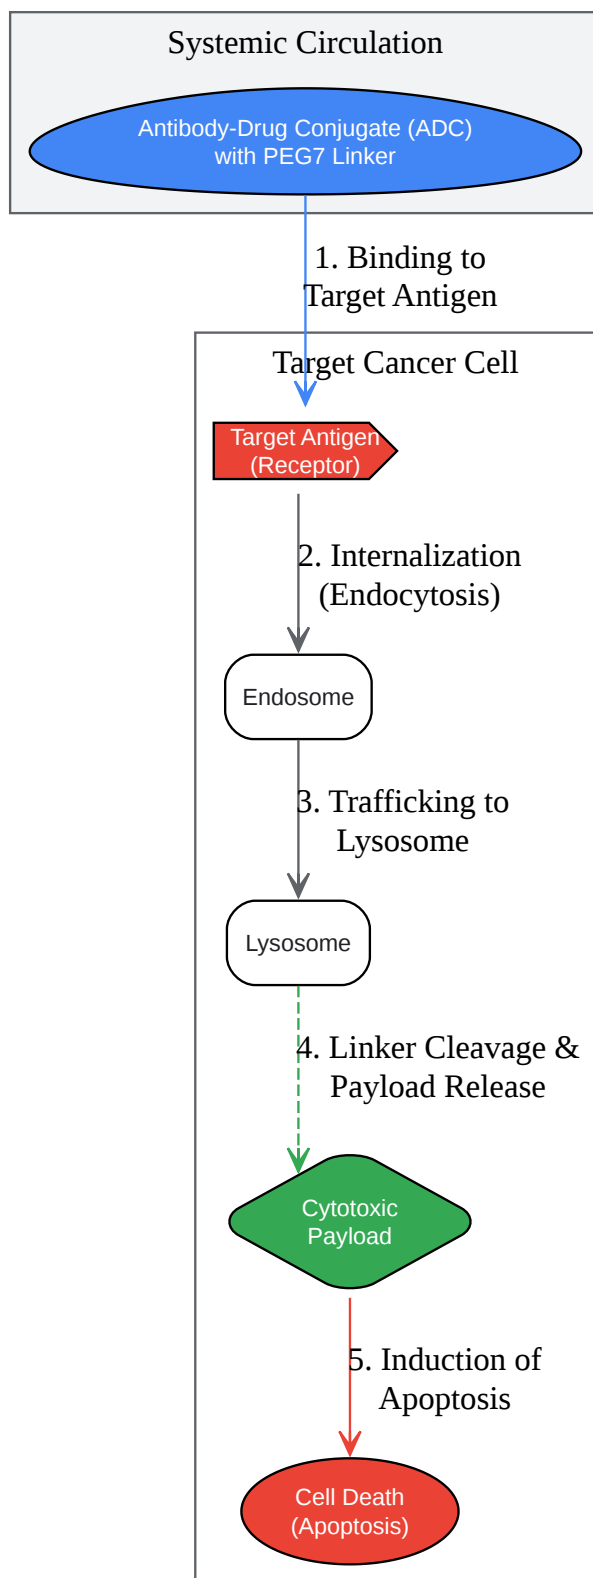 Systemic Circulation
Antibody-Drug Conjugate (ADC)
with PEG7 Linker
1. Binding to
Target Antigen
Target Cancer Cell
Target Antigen
(Receptor)
2. Internalization
(Endocytosis)
Endosome
3. Trafficking to
Lysosome
Lysosome
4. Linker Cleavage &
Payload Release
Cytotoxic
Payload
5. Induction of
Apoptosis
Cell Death
(Apoptosis)